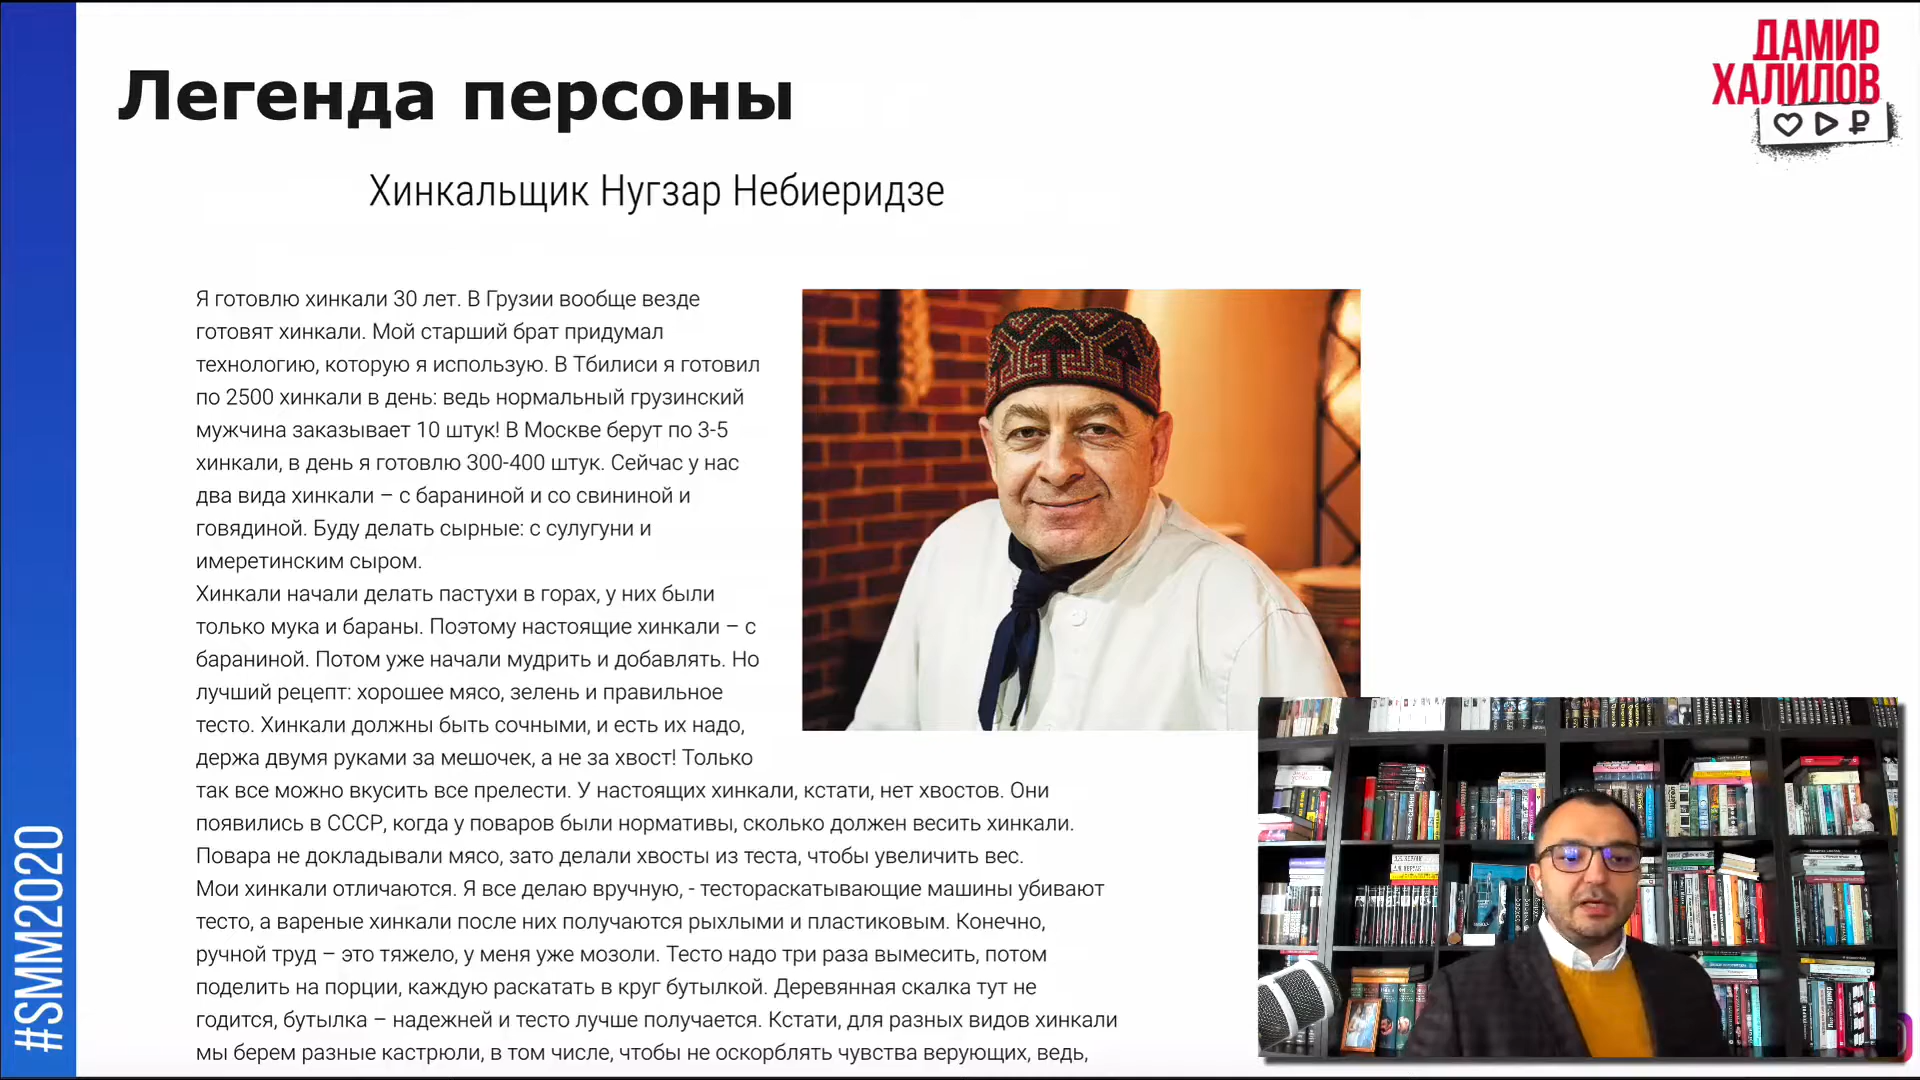 Легенда персоны
ДАМИР
ХАЛИЛОВ
Хинкальщик Нугзар Небиеридзе
Я готовлю хинкали 30 лет. В Грузии вообще везде
готовят хинкали. Мой старший брат придумал
технологию, которую я использую. В Тбилиси я готовил
по 2500 хинкали в день: ведь нормальный грузинский
мужчина заказывает 10 штук! В Москве берут по 3-5
хинкали, в день я готовлю 300-400 штук. Сейчас у нас
два вида хинкали – с бараниной и со свининой и
говядиной. Буду делать сырные: с сулугуни и
имеретинским сыром.
Хинкали начали делать пастухи в горах, у них были
только мука и бараны. Поэтому настоящие хинкали – с
бараниной. Потом уже начали мудрить и добавлять. Но
лучший рецепт: хорошее мясо, зелень и правильное
тесто. Хинкали должны быть сочными, и есть их надо,
держа двумя руками за мешочек, а не за хвост! Только
так все можно вкусить все прелести. У настоящих хинкали, кстати, нет хвостов. Они
появились в СССР, когда у поваров были нормативы, сколько должен весить хинкали.
Повара не докладывали мясо, зато делали хвосты из теста, чтобы увеличить вес.
Мои хинкали отличаются. Я все делаю вручную, - тестораскатывающие машины убивают
тесто, а вареные хинкали после них получаются рыхлыми и пластиковым. Конечно,
ручной труд – это тяжело, у меня уже мозоли. Тесто надо три раза вымесить, потом
поделить на порции, каждую раскатать в круг бутылкой. Деревянная скалка тут не
годится, бутылка – надежней и тесто лучше получается. Кстати, для разных видов хинкали
мы берем разные кастрюли, в том числе, чтобы не оскорблять чувства верующих, ведь,
#SMM2020